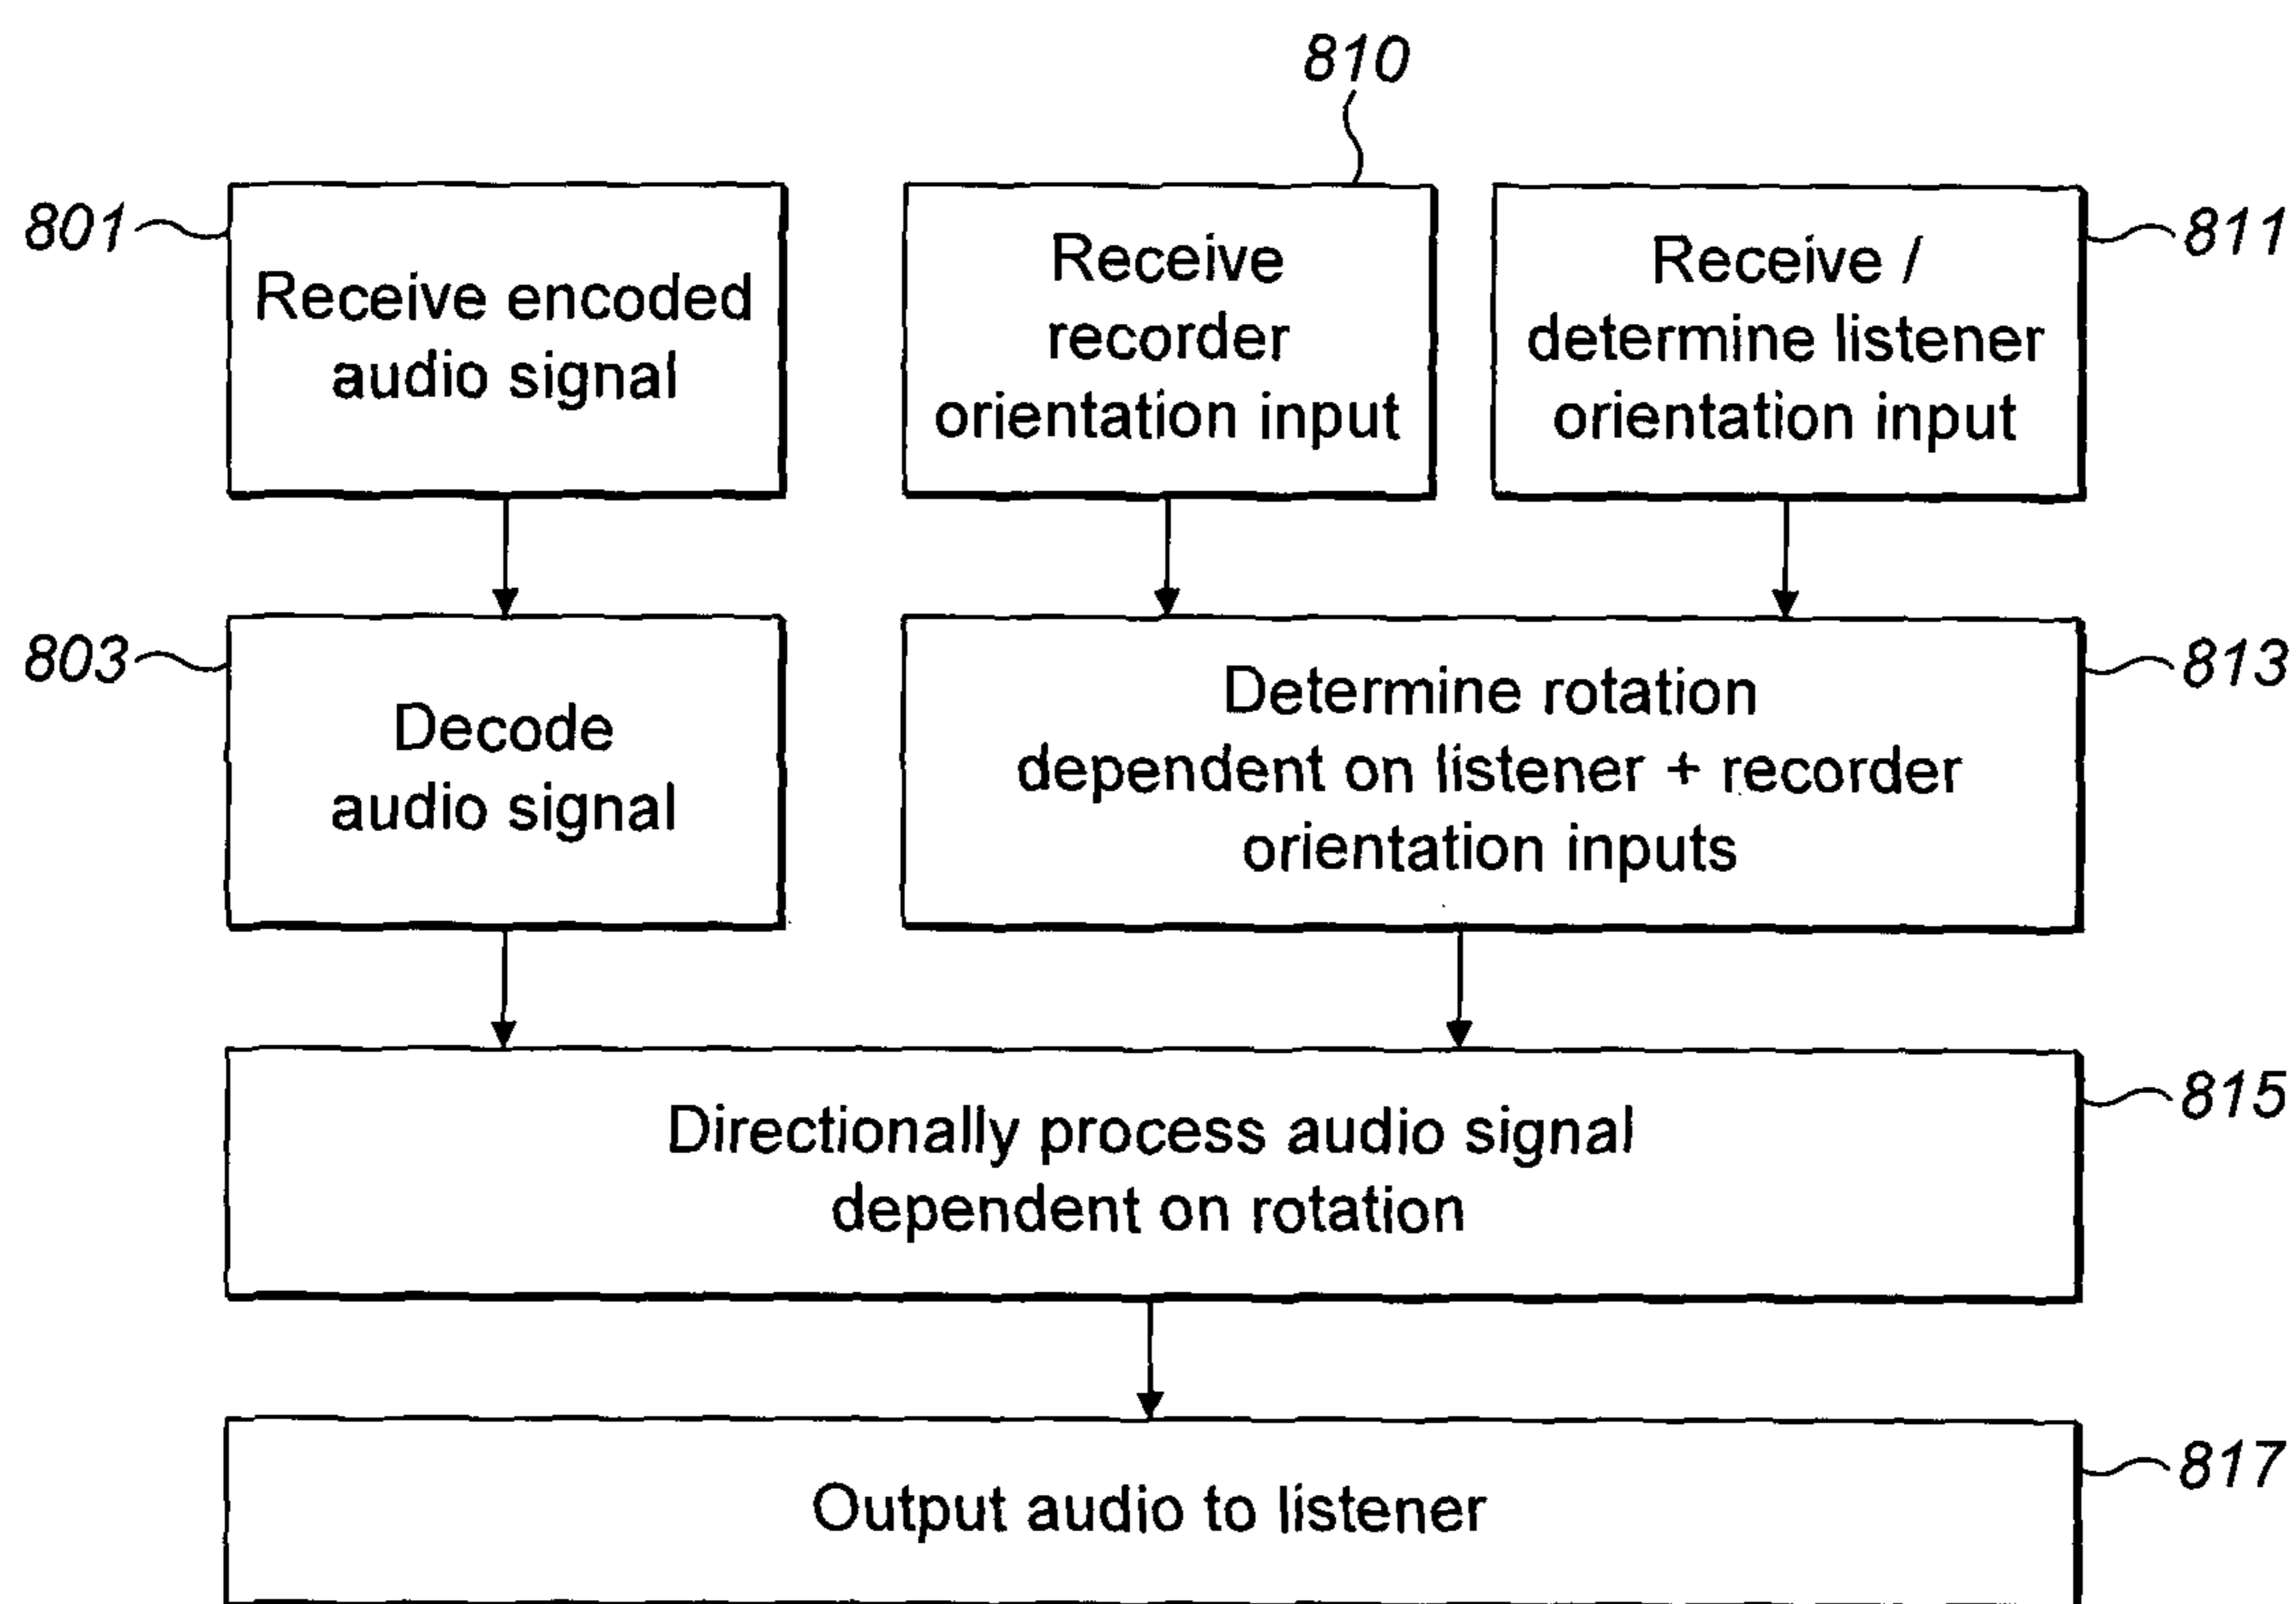 810
801
Receive encoded
audio signal
Receive
recorder
orientation input
Receive /
determine listener
orientation input
811
803
Decode
audio signal
Determine rotation
dependent on listener + recorder
orientation inputs
813
Directionally process audio signal
dependent on rotation
815
Output audio to listener
817